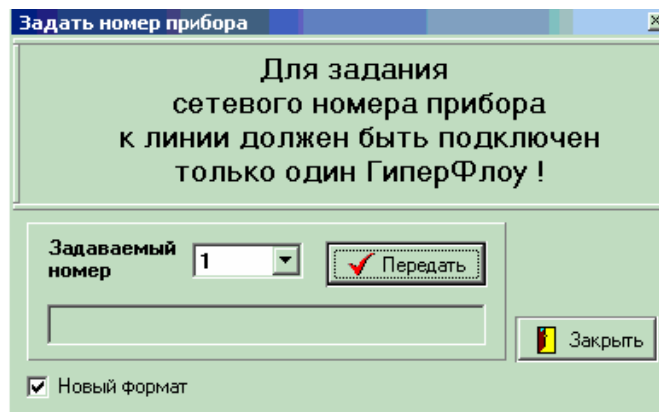 Задать номер прибора
Для задания
сетевого номера прибора
к линии должен быть подключен
только один ГиперФлоу !
Задаваемый
номер
1
Передать
Закрыть
Новый формат